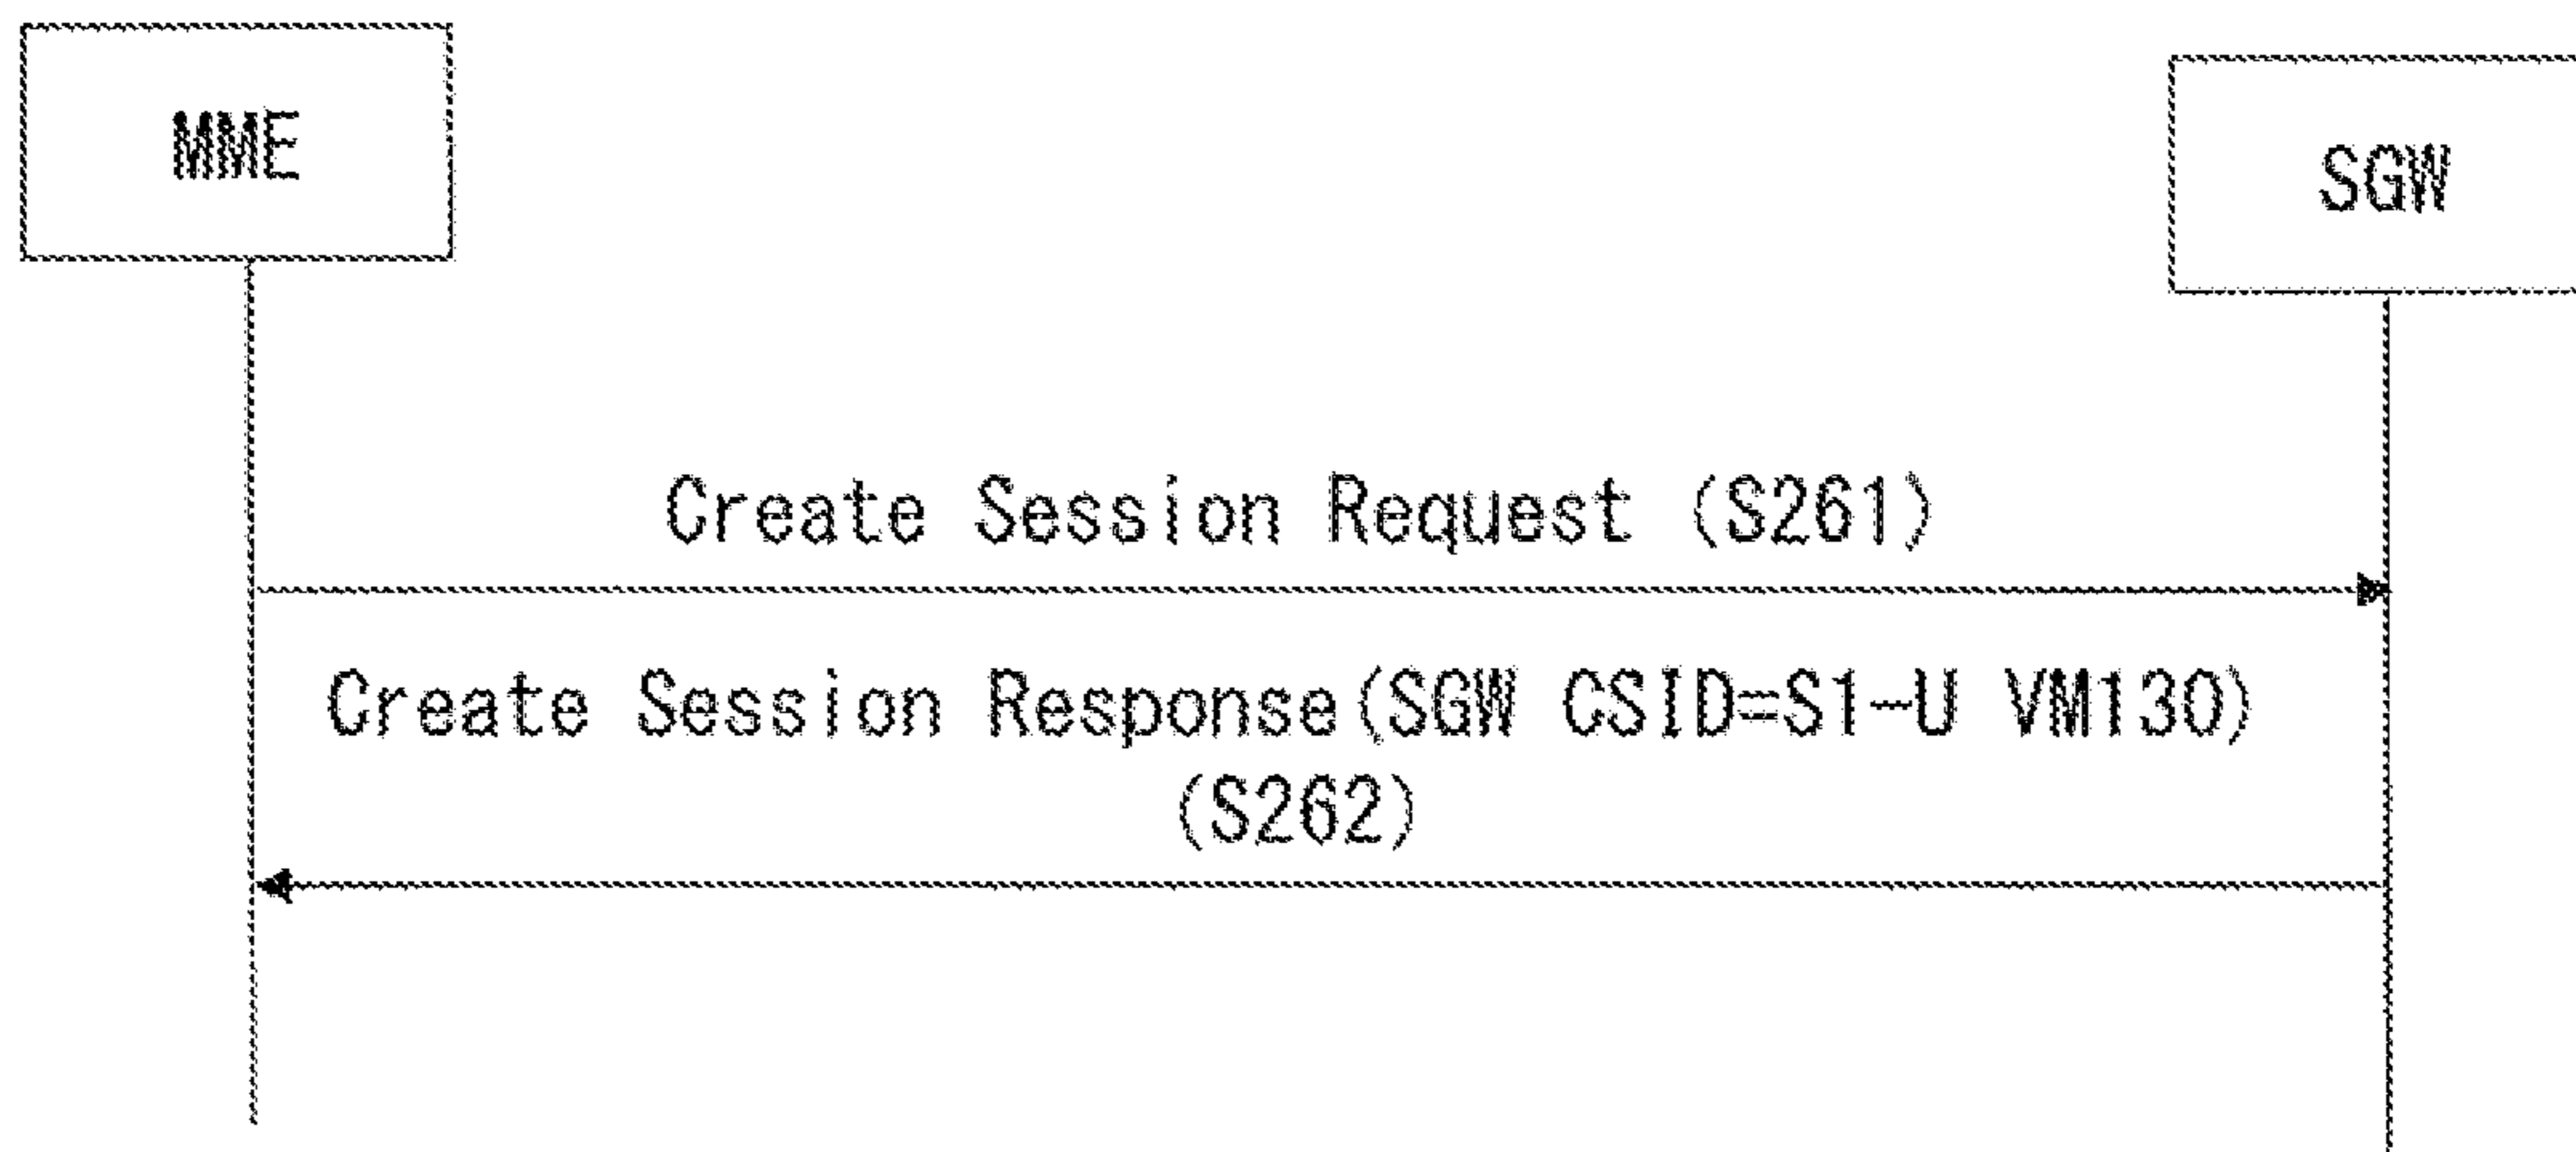 MME
SGW
Create Session Request (S261)
Create Session Response(SGW CSID=S1-U VM130)
(S262)